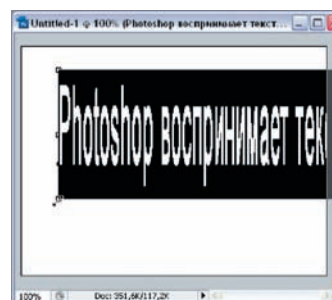 Untitled-1 @ 100% (Photoshop воспринимает текст...
Photoshop воспринимает тек
100% Doc: 351,6K/117,2K